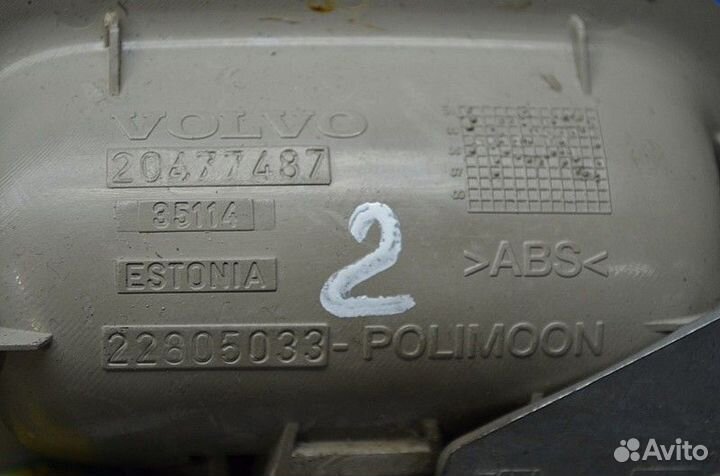 VOLVO
20477487
35114
ESTONIA
2
>ABS<
22805033-POLIMOON
Avito